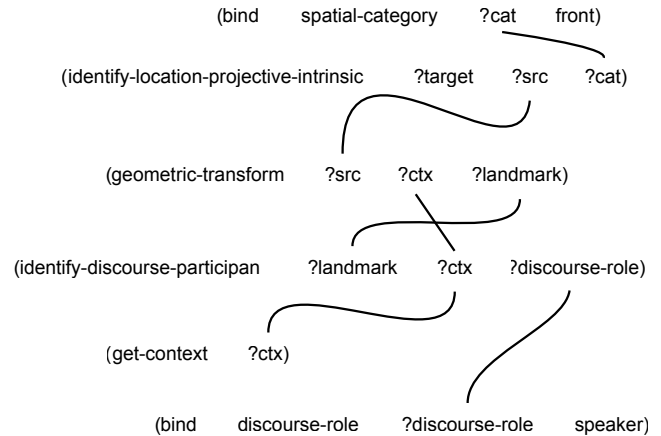 (bind spatial-category ?cat front)
(identify-location-projective-intrinsic ?target ?src ?cat)
(geometric-transform ?src ?ctx ?landmark)
(identify-discourse-participan ?landmark ?ctx ?discourse-role)
(get-context ?ctx)
(bind discourse-role ?discourse-role speaker)